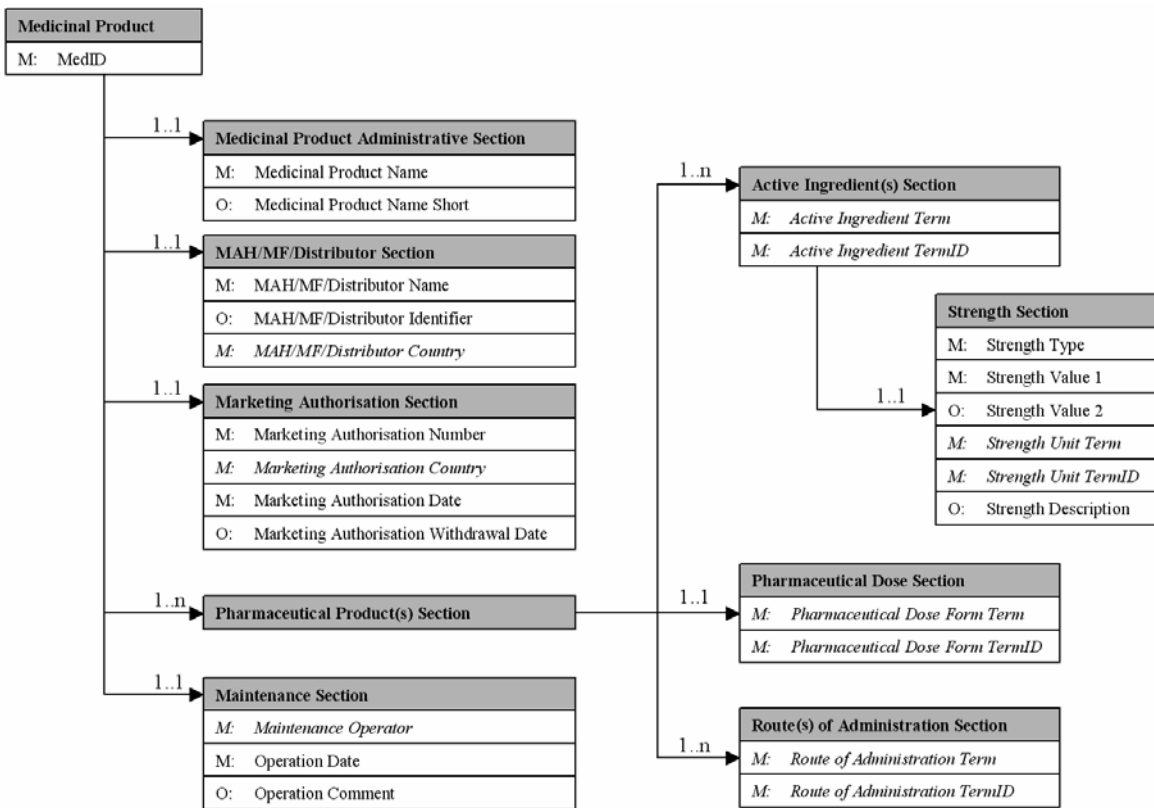 Medicinal Product
M: MedID
1..1
Medicinal Product Administrative Section
M: Medicinal Product Name
O: Medicinal Product Name Short
1..1
MAH/MF/Distributor Section
M: MAH/MF/Distributor Name
O: MAH/MF/Distributor Identifier
M: MAH/MF/Distributor Country
1..1
Marketing Authorisation Section
M: Marketing Authorisation Number
M: Marketing Authorisation Country
M: Marketing Authorisation Date
O: Marketing Authorisation Withdrawal Date
1..n
Pharmaceutical Product(s) Section
1..1
Maintenance Section
M: Maintenance Operator
M: Operation Date
O: Operation Comment
1..n
Active Ingredient(s) Section
M: Active Ingredient Term
M: Active Ingredient TermID
1..1
Strength Section
M: Strength Type
M: Strength Value 1
O: Strength Value 2
M: Strength Unit Term
M: Strength Unit TermID
O: Strength Description
1..1
Pharmaceutical Dose Section
M: Pharmaceutical Dose Form Term
M: Pharmaceutical Dose Form TermID
1..n
Route(s) of Administration Section
M: Route of Administration Term
M: Route of Administration TermID